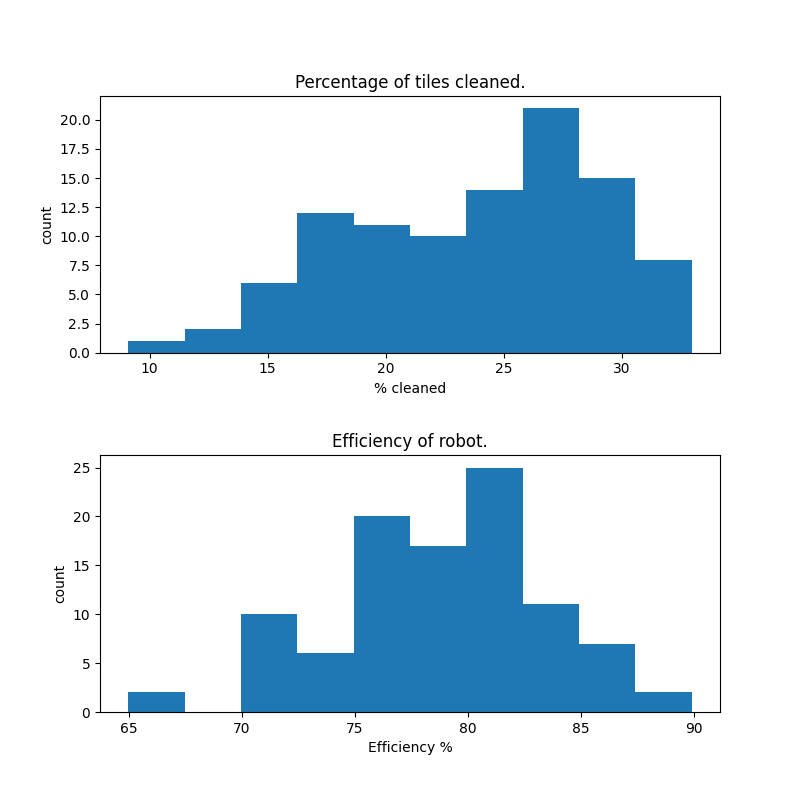 Percentage of tiles cleaned.
20.0
17.5
15.0
12.5
10.0
7.5
5.0
2.5
0.0
count
10 15 20 25 30
% cleaned
Efficiency of robot.
25
20
15
10
5
0
count
65 70 75 80 85 90
Efficiency %